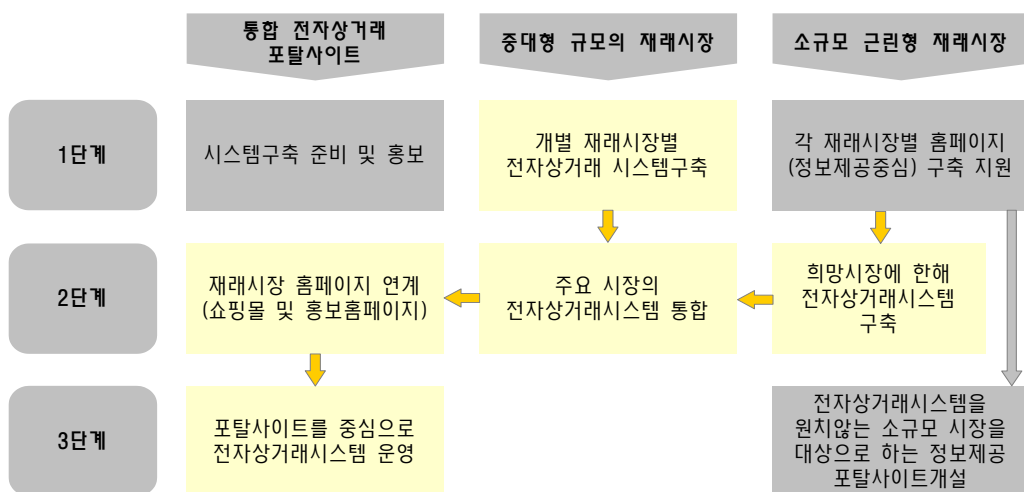 통합 전자상거래
포탈사이트
중대형 규모의 재래시장
소규모 근린형 재래시장
1단계
시스템구축 준비 및 홍보
개별 재래시장별
전자상거래 시스템구축
각 재래시장별 홈페이지
(정보제공중심) 구축 지원
2단계
재래시장 홈페이지 연계
(쇼핑몰 및 홍보홈페이지)
주요 시장의
전자상거래시스템 통합
희망시장에 한해
전자상거래시스템
구축
3단계
포탈사이트를 중심으로
전자상거래시스템 운영
전자상거래시스템을
원치않는 소규모 시장을
대상으로 하는 정보제공
포탈사이트개설